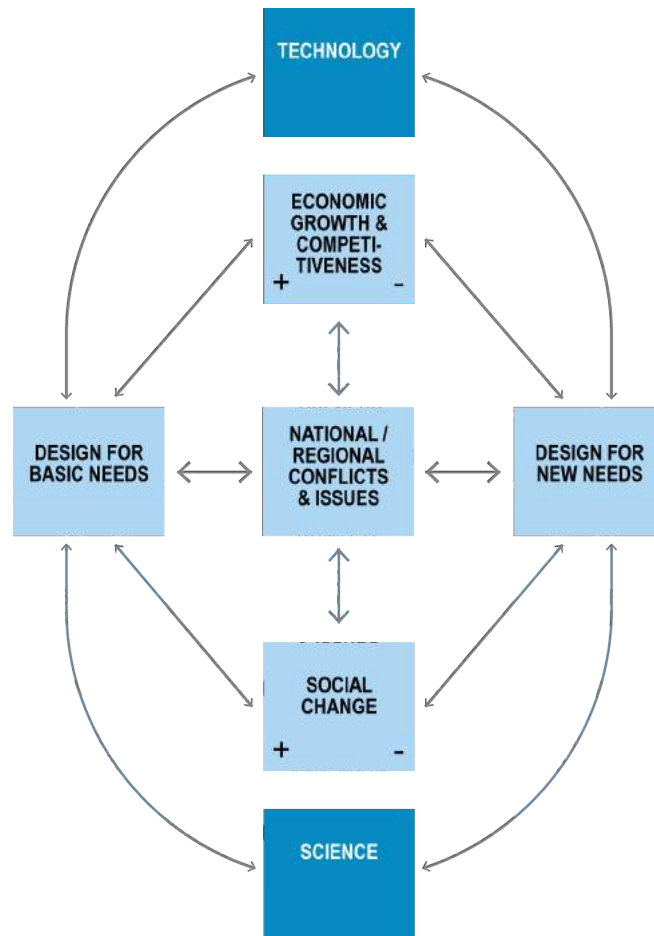 TECHNOLOGY
ECONOMIC
GROWTH &
COMPETI-
TIVENESS
+ -
DESIGN FOR
BASIC NEEDS
NATIONAL /
REGIONAL
CONFLICTS
& ISSUES
DESIGN FOR
NEW NEEDS
SOCIAL
CHANGE
+ -
SCIENCE